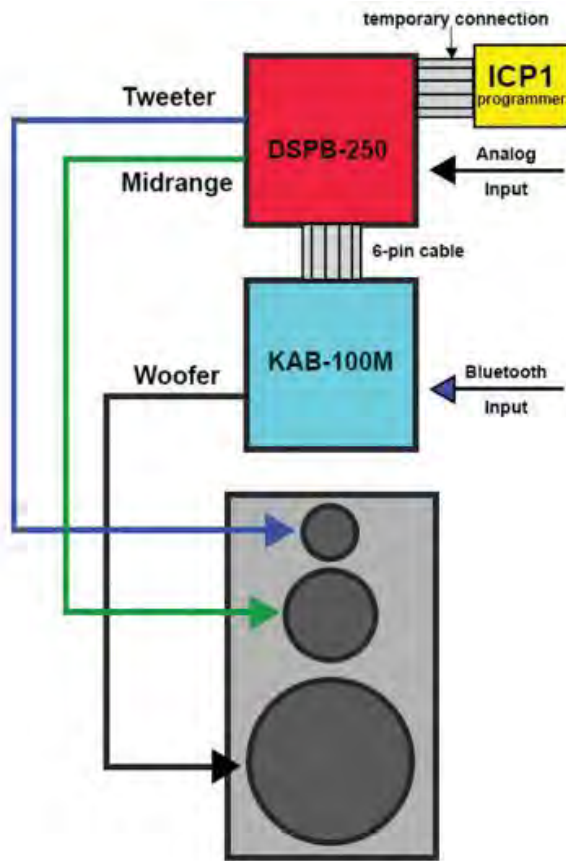 temporary connection
ICP1
programmer
Tweeter
DSPB-250
Midrange
Analog
Input
6-pin cable
KAB-100M
Woofer
Bluetooth
Input